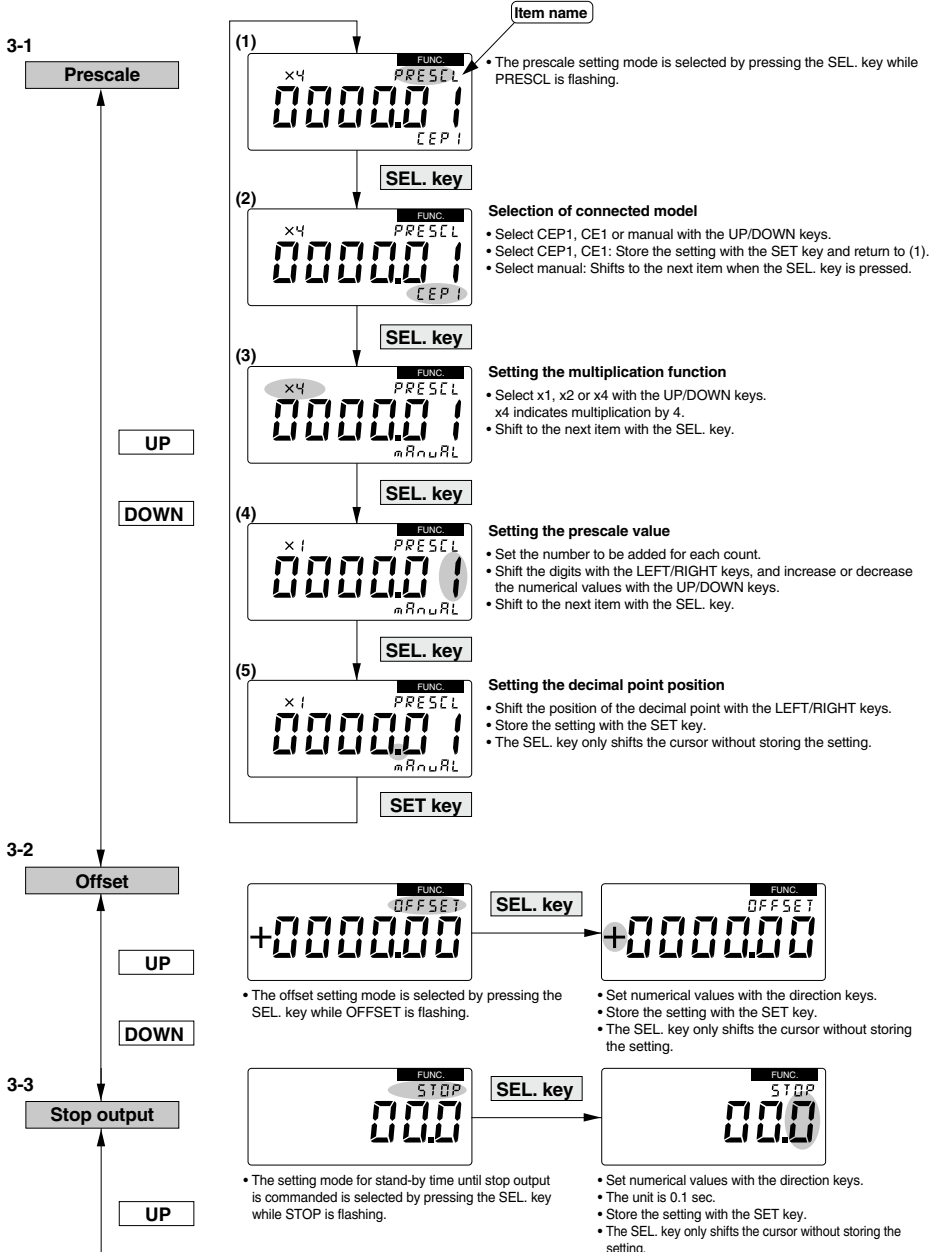 Item name
3-1
Prescale
(1)
FUNC.
×4 PRESCL
0000.01
CEP1
• The prescale setting mode is selected by pressing the SEL. key while
PRESCL is flashing.
SEL. key
(2)
FUNC.
×4 PRESCL
0000.01
CEP1
Selection of connected model
• Select CEP1, CE1 or manual with the UP/DOWN keys.
• Select CEP1, CE1: Store the setting with the SET key and return to (1).
• Select manual: Shifts to the next item when the SEL. key is pressed.
SEL. key
(3)
FUNC.
×4 PRESCL
0000.01
mAnuAL
Setting the multiplication function
• Select x1, x2 or x4 with the UP/DOWN keys.
x4 indicates multiplication by 4.
• Shift to the next item with the SEL. key.
UP
SEL. key
DOWN
(4)
FUNC.
×1 PRESCL
0000.01
mAnuAL
Setting the prescale value
• Set the number to be added for each count.
• Shift the digits with the LEFT/RIGHT keys, and increase or decrease
the numerical values with the UP/DOWN keys.
• Shift to the next item with the SEL. key.
SEL. key
(5)
FUNC.
×1 PRESCL
0000.01
mAnuAL
Setting the decimal point position
• Shift the position of the decimal point with the LEFT/RIGHT keys.
• Store the setting with the SET key.
• The SEL. key only shifts the cursor without storing the setting.
SET key
3-2
Offset
FUNC.
OFFSET
+0000.00
• The offset setting mode is selected by pressing the
SEL. key while OFFSET is flashing.
SEL. key
FUNC.
OFFSET
+0000.00
• Set numerical values with the direction keys.
• Store the setting with the SET key.
• The SEL. key only shifts the cursor without storing
the setting.
UP
DOWN
3-3
Stop output
FUNC.
STOP
00.0
• The setting mode for stand-by time until stop output
is commanded is selected by pressing the SEL. key
while STOP is flashing.
SEL. key
FUNC.
STOP
00.0
• Set numerical values with the direction keys.
• The unit is 0.1 sec.
• Store the setting with the SET key.
• The SEL. key only shifts the cursor without storing the
setting.
UP